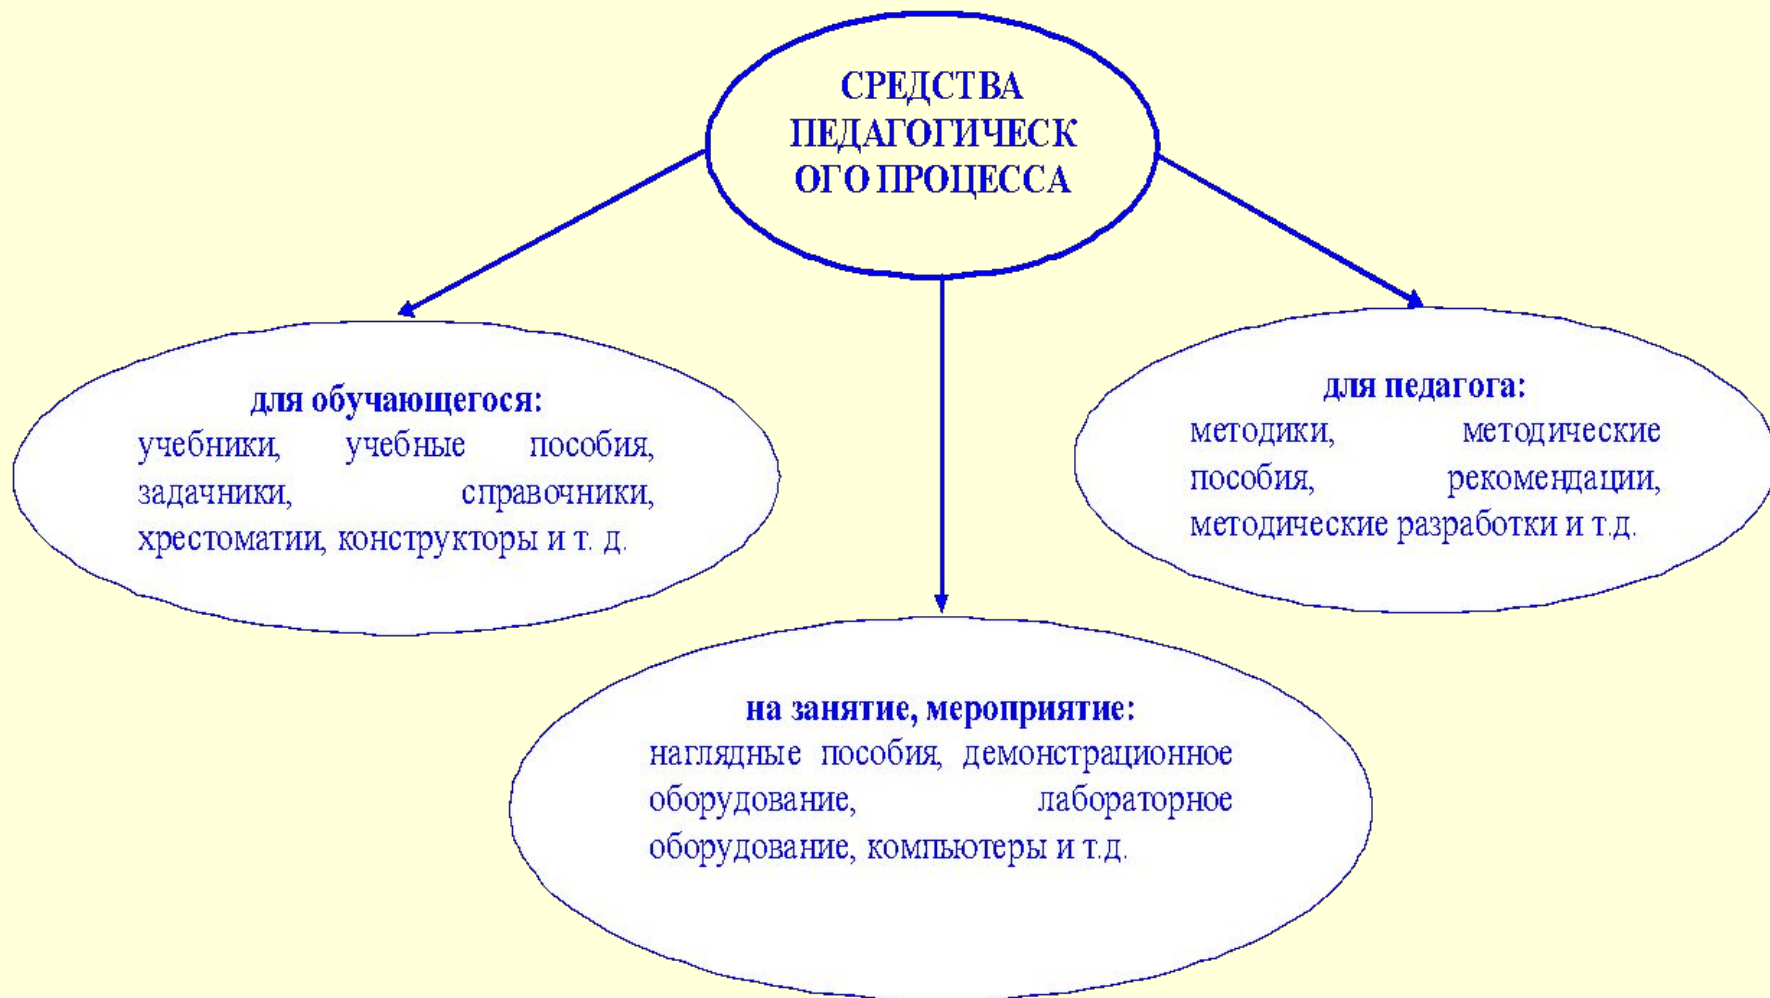 СРЕДСТВА
ПЕДАГОГИЧЕСК
ОГО ПРОЦЕССА
для обучающегося:
учебники, учебные пособия,
задачники, справочники,
хрестоматии, конструкторы и т. д.
для педагога:
методики, методические
пособия, рекомендации,
методические разработки и т.д.
на занятие, мероприятие:
наглядные пособия, демонстрационное
оборудование, лабораторное
оборудование, компьютеры и т.д.